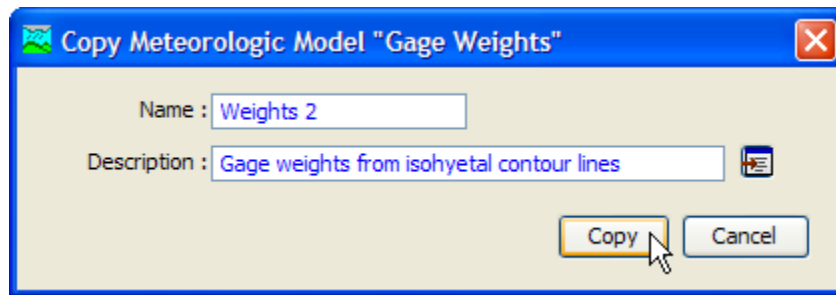 Copy Meteorologic Model "Gage Weights"
Name : Weights 2
Description : Gage weights from isohyetal contour lines
Copy Cancel